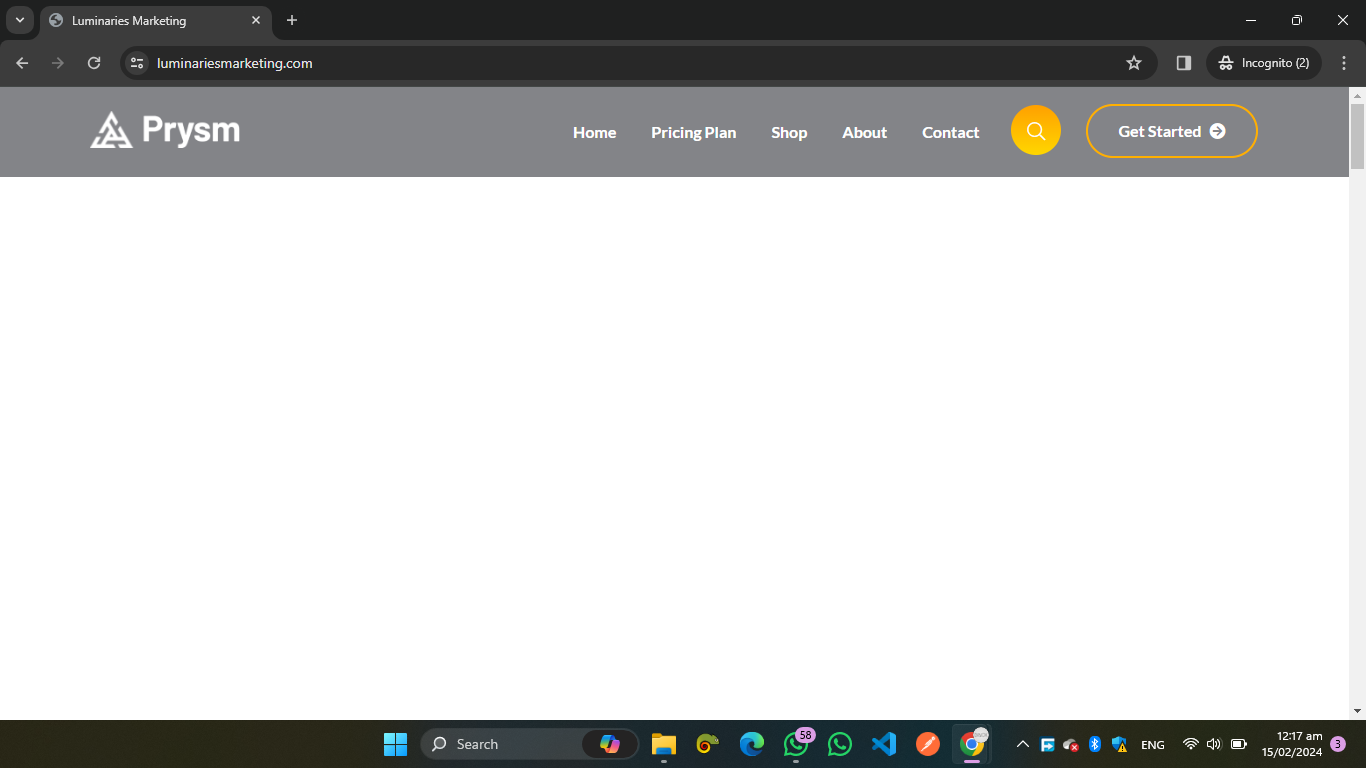 Luminaries Marketing
luminariesmarketing.com
Incognito (2)
Prysm
Home
Pricing Plan
Shop
About
Contact
Get Started
Search
58
ENG
12:17 am
15/02/2024
3